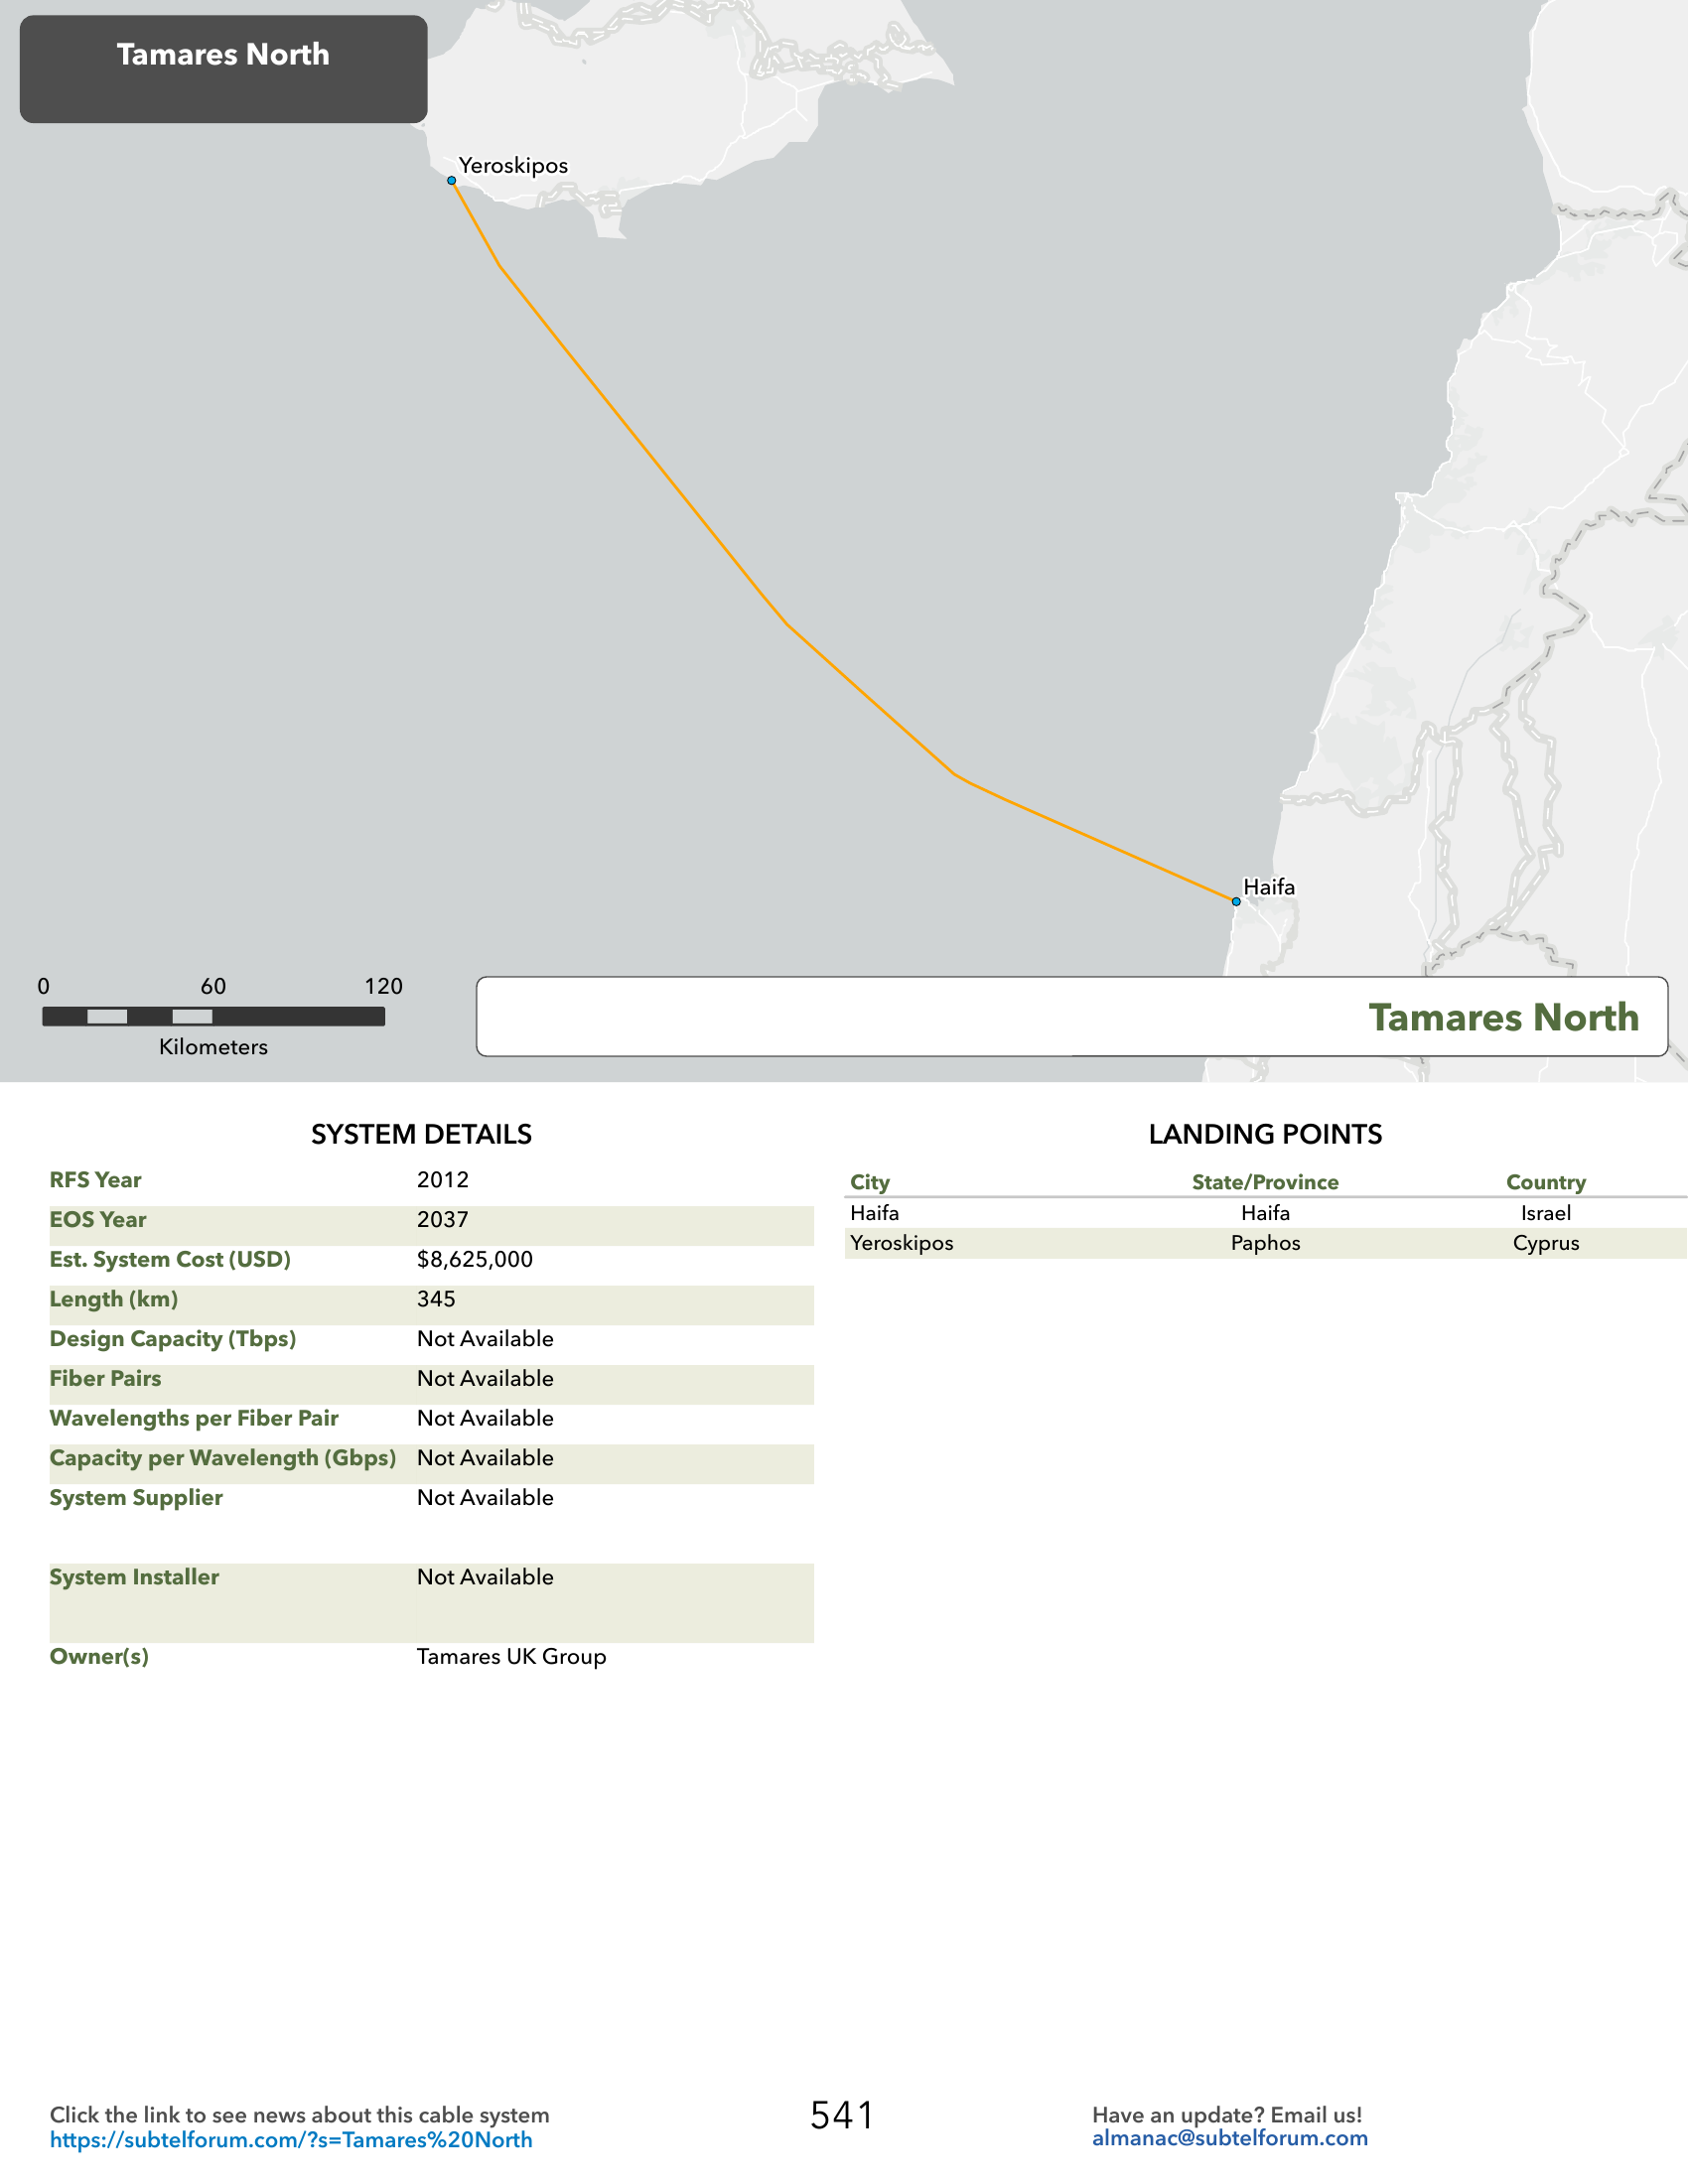 Tamares North
Yeroskipos
Haifa
0 60 120
Kilometers
Tamares North
SYSTEM DETAILS
RFS Year 2012
EOS Year 2037
Est. System Cost (USD) $8,625,000
Length (km) 345
Design Capacity (Tbps) Not Available
Fiber Pairs Not Available
Wavelengths per Fiber Pair Not Available
Capacity per Wavelength (Gbps) Not Available
System Supplier Not Available
System Installer Not Available
Owner(s) Tamares UK Group
LANDING POINTS
City State/Province Country
Haifa Haifa Israel
Yeroskipos Paphos Cyprus
Click the link to see news about this cable system
https://subtelforum.com/?s=Tamares%20North
541
Have an update? Email us!
almanac@subtelforum.com